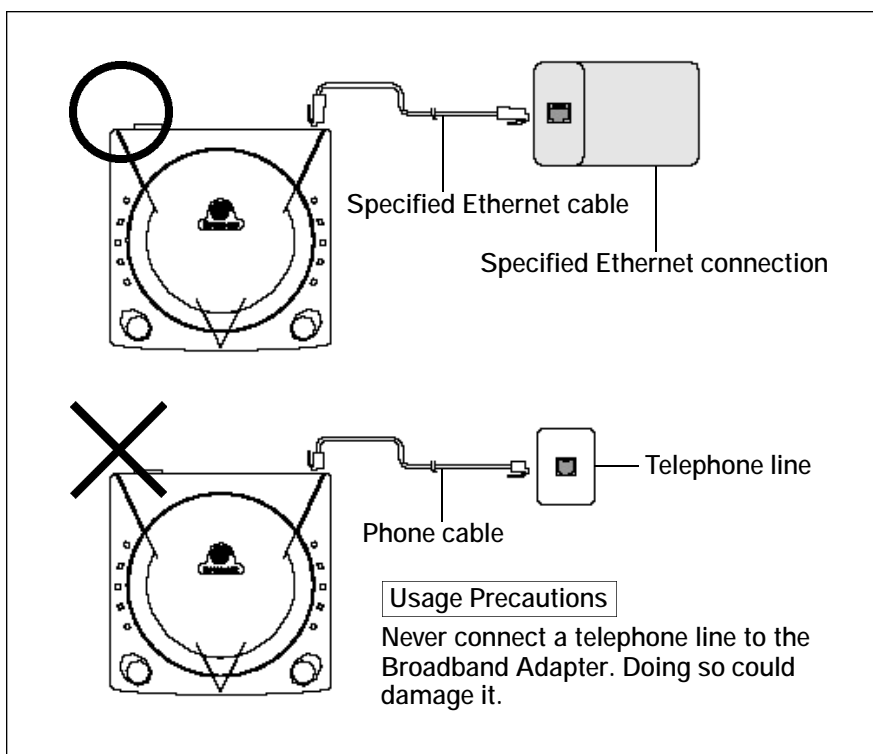 Specified Ethernet cable
Specified Ethernet connection
Telephone line
Phone cable
Usage Precautions
Never connect a telephone line to the
Broadband Adapter. Doing so could
damage it.